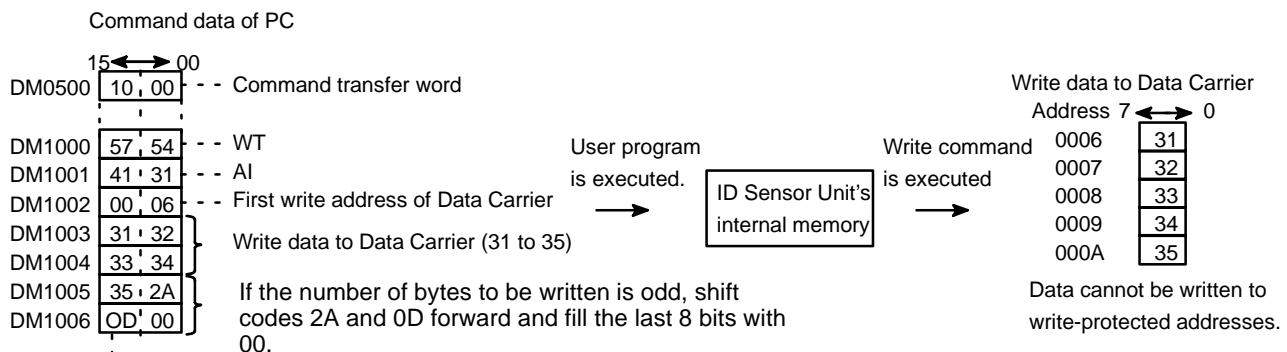 Command data of PC
15 00
DM0500 10 00 - - - Command transfer word
DM1000 57 54 - - - WT
DM1001 41 31 - - - AI
DM1002 00 06 - - - First write address of Data Carrier
DM1003 31 32
Write data to Data Carrier (31 to 35)
DM1004 33 34
DM1005 35 2A
DM1006 OD 00
If the number of bytes to be written is odd, shift
codes 2A and 0D forward and fill the last 8 bits with
00.
User program
is executed.
ID Sensor Unit's
internal memory
Write command
is executed
Write data to Data Carrier
Address 7 0
0006 31
0007 32
0008 33
0009 34
000A 35
Data cannot be written to
write-protected addresses.